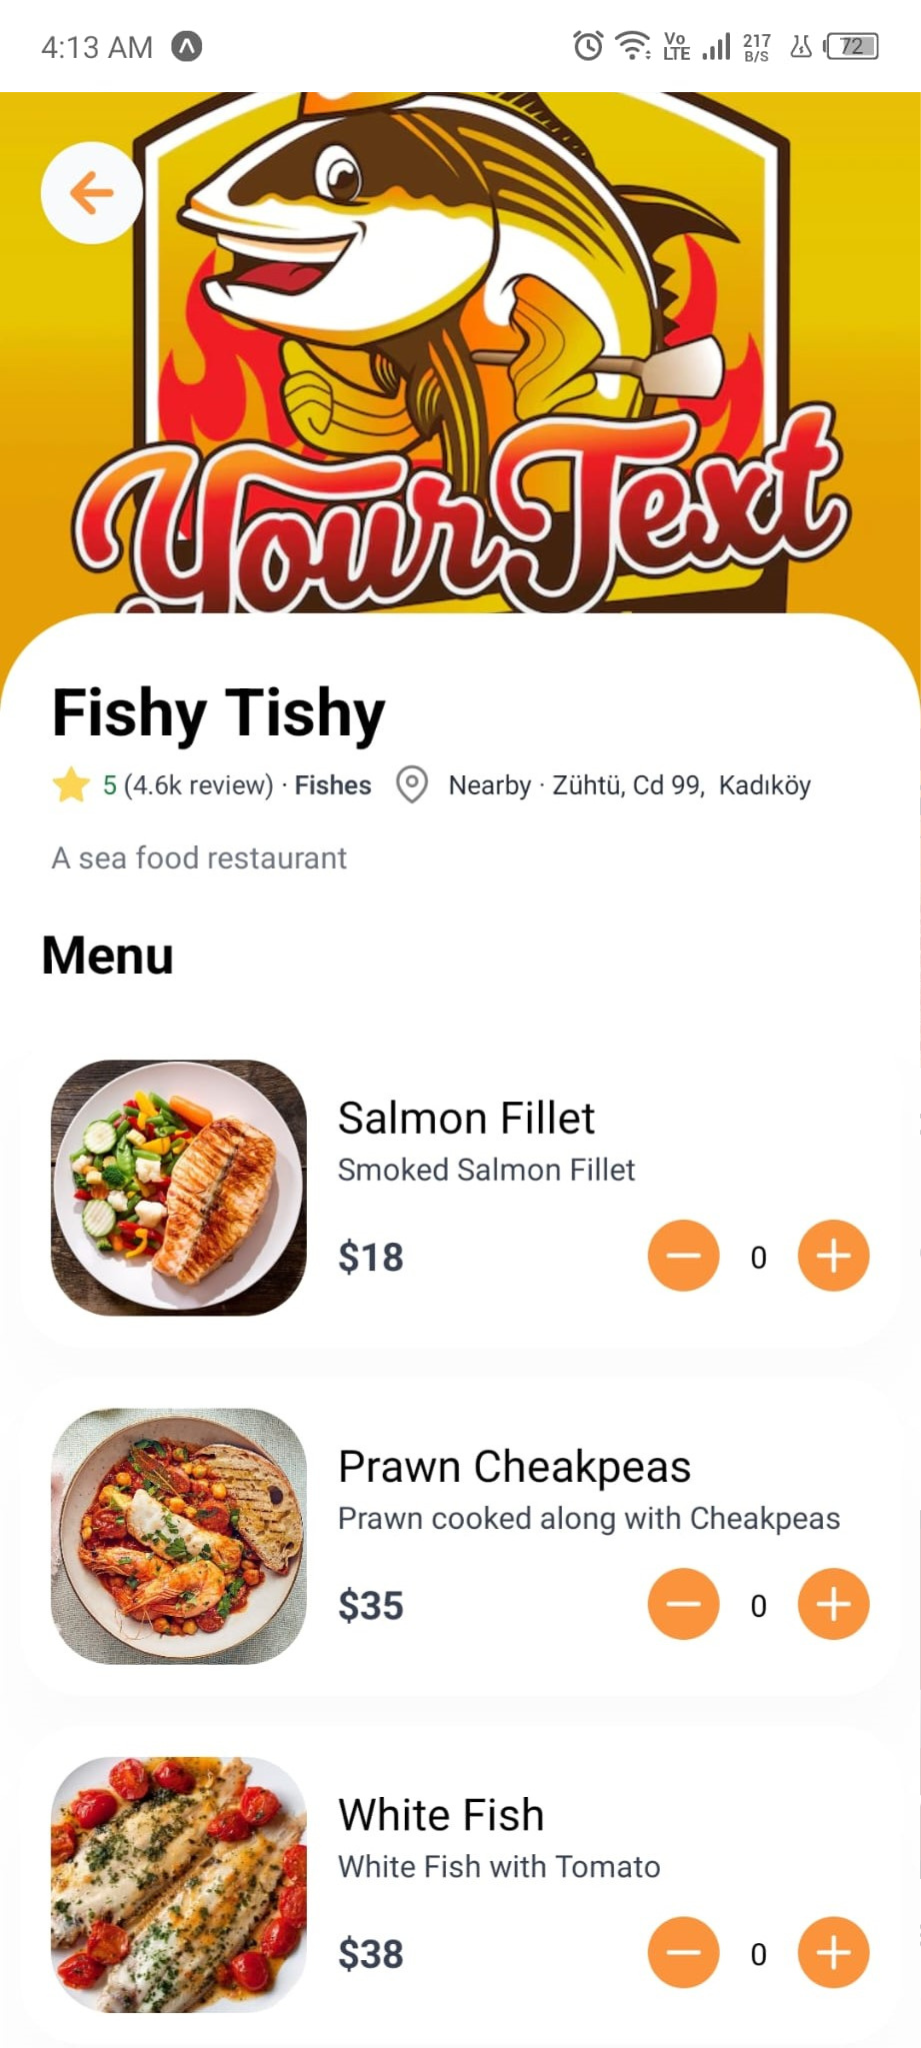 4:13 AM
Vo
LTE
217
B/S
72
Your Text
Fishy Tishy
5 (4.6k review) · Fishes
Nearby · Zühtü, Cd 99, Kadıköy
A sea food restaurant
Menu
Salmon Fillet
Smoked Salmon Fillet
$18
0
Prawn Cheakpeas
Prawn cooked along with Cheakpeas
$35
0
White Fish
White Fish with Tomato
$38
0